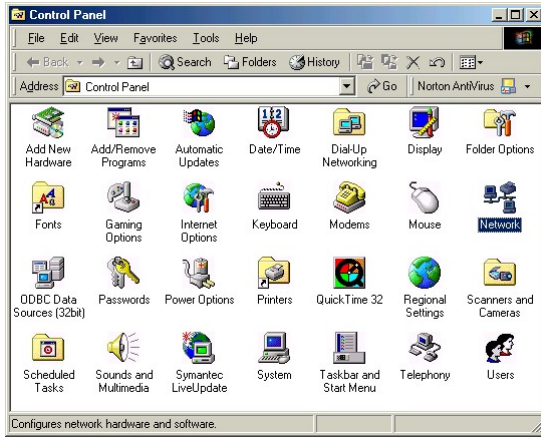 Control Panel
File Edit View Favorites Tools Help
Back Search Folders History
Address Control Panel Go Norton AntiVirus
Add New Hardware
Add/Remove Programs
Automatic Updates
Date/Time
Dial-Up Networking
Display
Folder Options
Fonts
Gaming Options
Internet Options
Keyboard
Modems
Mouse
Network
ODBC Data Sources (32bit)
Passwords
Power Options
Printers
QuickTime 32
Regional Settings
Scanners and Cameras
Scheduled Tasks
Sounds and Multimedia
Symantec LiveUpdate
System
Taskbar and Start Menu
Telephony
Users
Configures network hardware and software.